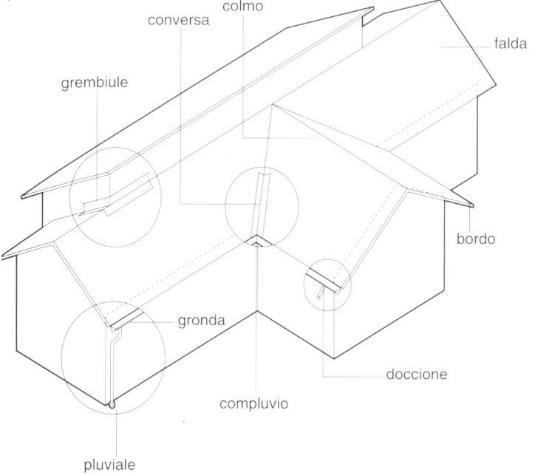 colmo
conversa
falda
grembiule
bordo
gronda
doccione
compluvio
pluviale